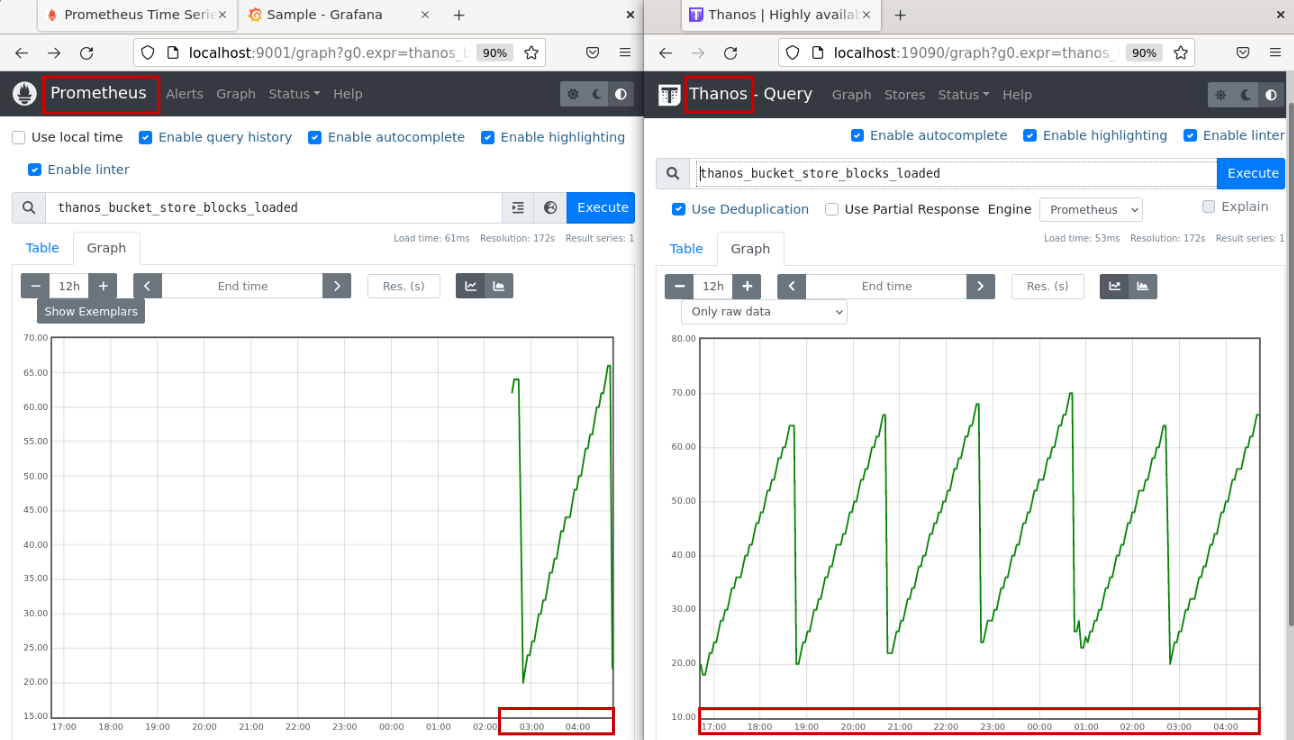 Prometheus Time Serie
Sample - Grafana
localhost:9001/graph?g0.expr=thanos_b
90%
Prometheus
Alerts
Graph
Status
Help
Use local time
Enable query history
Enable autocomplete
Enable highlighting
Enable linter
thanos_bucket_store_blocks_loaded
Execute
Table
Graph
Load time: 61ms
Resolution: 172s
Result series: 1
12h
End time
Res. (s)
Show Exemplars
70.00
65.00
60.00
55.00
50.00
45.00
40.00
35.00
30.00
25.00
20.00
15.00
17:00
18:00
19:00
20:00
21:00
22:00
23:00
00:00
01:00
02:00
03:00
04:00
Thanos | Highly availab
localhost:19090/graph?g0.expr=thanos_
90%
Thanos - Query
Graph
Stores
Status
Help
Enable autocomplete
Enable highlighting
Enable linter
thanos_bucket_store_blocks_loaded
Execute
Use Deduplication
Use Partial Response
Engine
Prometheus
Explain
Table
Graph
Load time: 53ms
Resolution: 172s
Result series: 1
12h
End time
Res. (s)
Only raw data
80.00
70.00
60.00
50.00
40.00
30.00
20.00
10.00
17:00
18:00
19:00
20:00
21:00
22:00
23:00
00:00
01:00
02:00
03:00
04:00